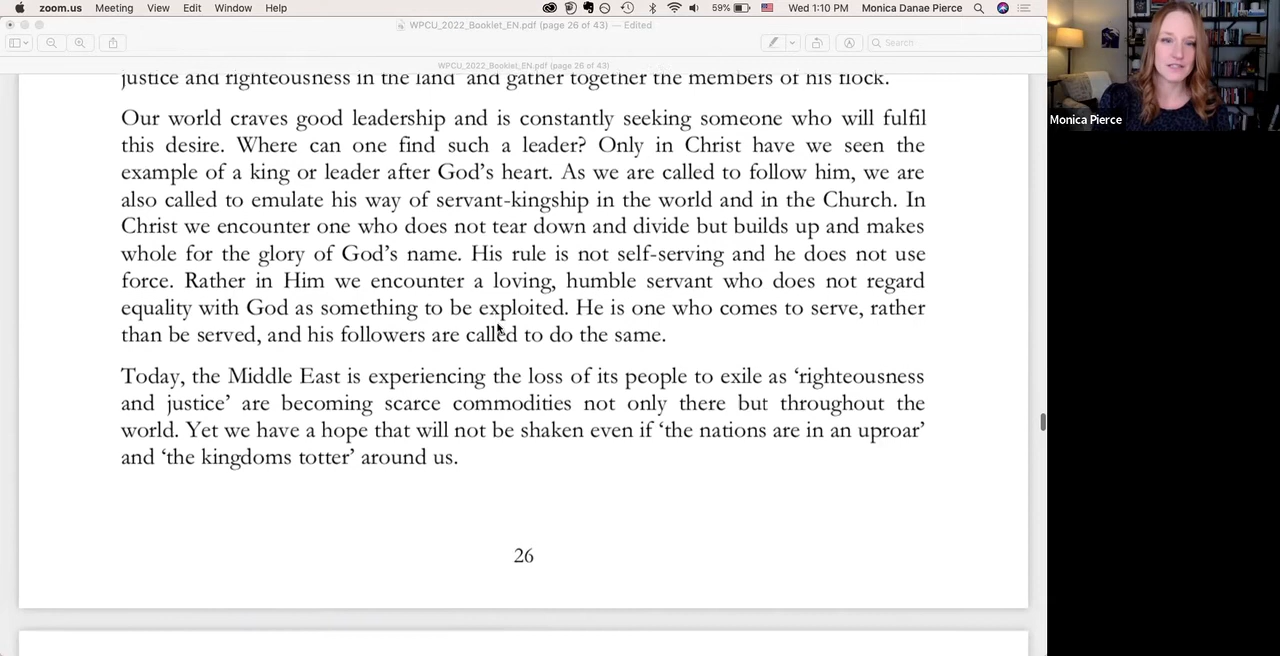 zoom.us Meeting View Edit Window Help 59% Wed 1:10 PM Monica Danae Pierce
WPCU_2022_Booklet_EN.pdf (page 26 of 43) — Edited
Search
WPCU_2022_Booklet_EN.pdf (page 26 of 43)
justice and righteousness in the land' and gather together the members of his flock.
Our world craves good leadership and is constantly seeking someone who will fulfil
this desire. Where can one find such a leader? Only in Christ have we seen the
example of a king or leader after God’s heart. As we are called to follow him, we are
also called to emulate his way of servant-kingship in the world and in the Church. In
Christ we encounter one who does not tear down and divide but builds up and makes
whole for the glory of God’s name. His rule is not self-serving and he does not use
force. Rather in Him we encounter a loving, humble servant who does not regard
equality with God as something to be exploited. He is one who comes to serve, rather
than be served, and his followers are called to do the same.
Today, the Middle East is experiencing the loss of its people to exile as ‘righteousness
and justice’ are becoming scarce commodities not only there but throughout the
world. Yet we have a hope that will not be shaken even if ‘the nations are in an uproar’
and ‘the kingdoms totter’ around us.
26
Monica Pierce